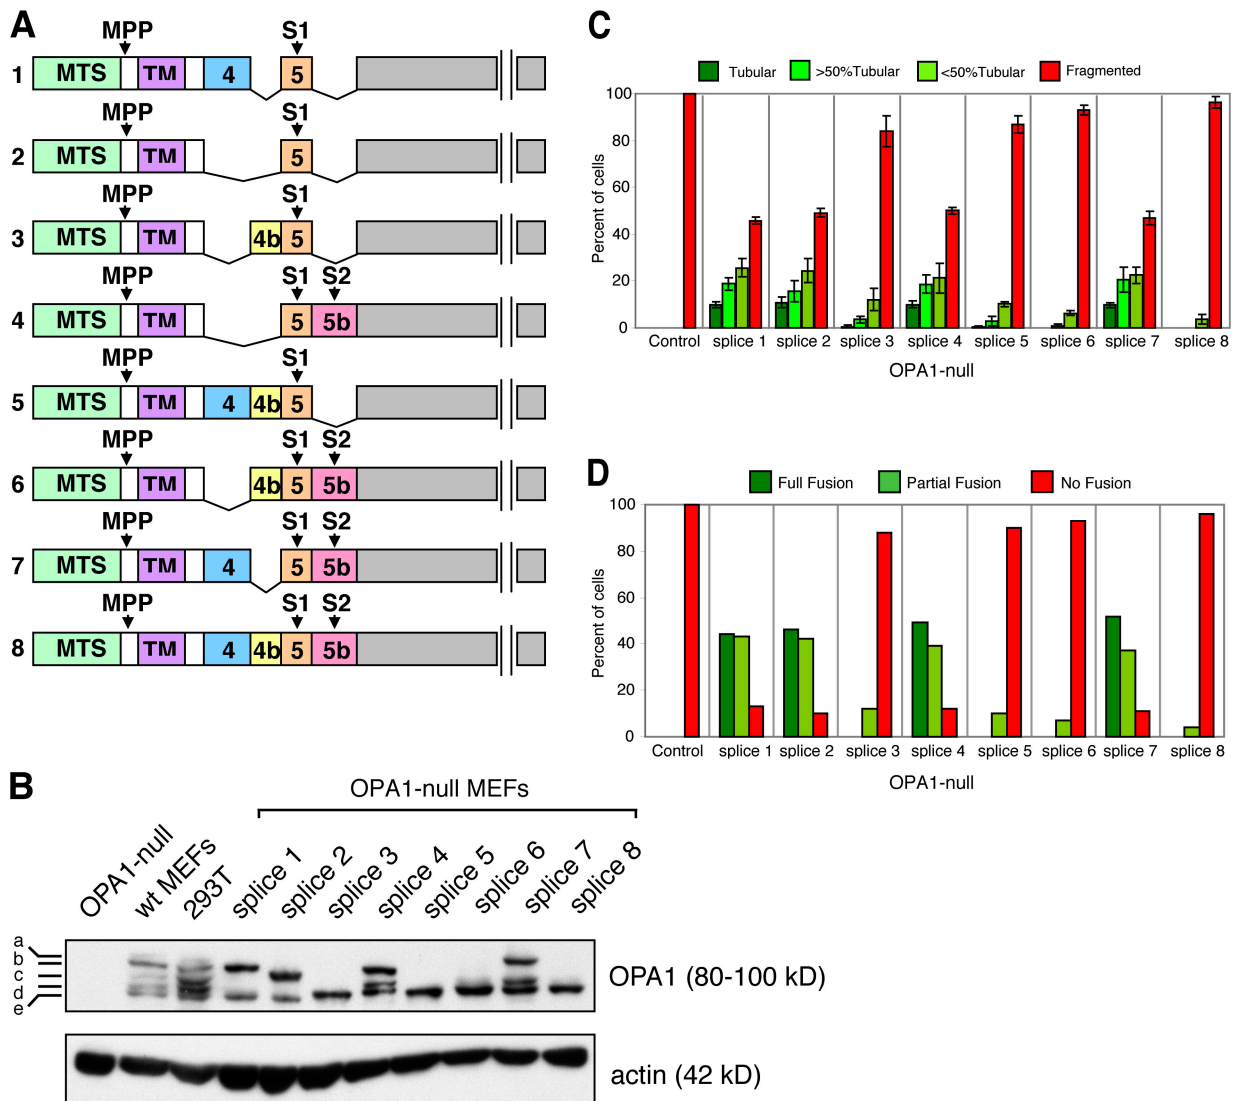 A
MPP S1
1 MTS TM 4 5
MPP S1
2 MTS TM 5
MPP S1
3 MTS TM 4b 5
MPP S1 S2
4 MTS TM 5 5b
MPP S1
5 MTS TM 4 4b 5
MPP S1 S2
6 MTS TM 4b 5 5b
MPP S1 S2
7 MTS TM 4 5 5b
MPP S1 S2
8 MTS TM 4 4b 5 5b
C
Tubular >50%Tubular <50%Tubular Fragmented
Percent of cells
100
80
60
40
20
0
Control splice 1 splice 2 splice 3 splice 4 splice 5 splice 6 splice 7 splice 8
OPA1-null
D
Full Fusion Partial Fusion No Fusion
Percent of cells
100
80
60
40
20
0
Control splice 1 splice 2 splice 3 splice 4 splice 5 splice 6 splice 7 splice 8
OPA1-null
B
OPA1-null MEFs
OPA1-null
wt MEFs
293T
splice 1
splice 2
splice 3
splice 4
splice 5
splice 6
splice 7
splice 8
a
b
c
d
e
OPA1 (80-100 kD)
actin (42 kD)